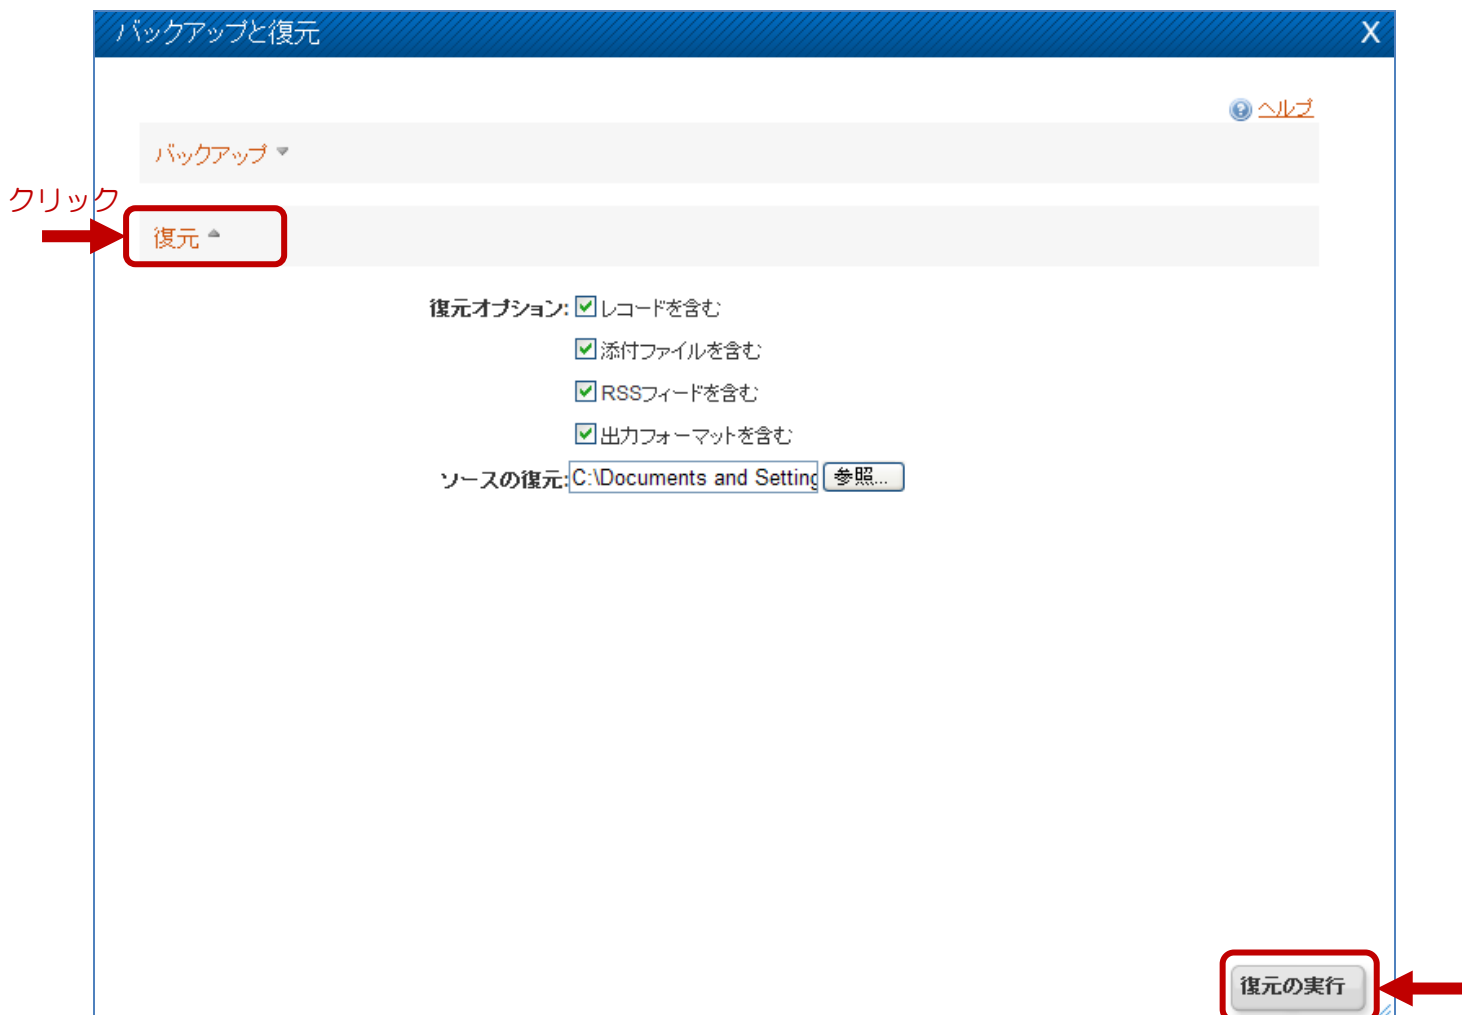 バックアップと復元 X
ヘルプ
バックアップ
クリック
復元
復元オプション: レコードを含む
添付ファイルを含む
RSSフィードを含む
出力フォーマットを含む
ソースの復元: C:\Documents and Setting 参照...
復元の実行